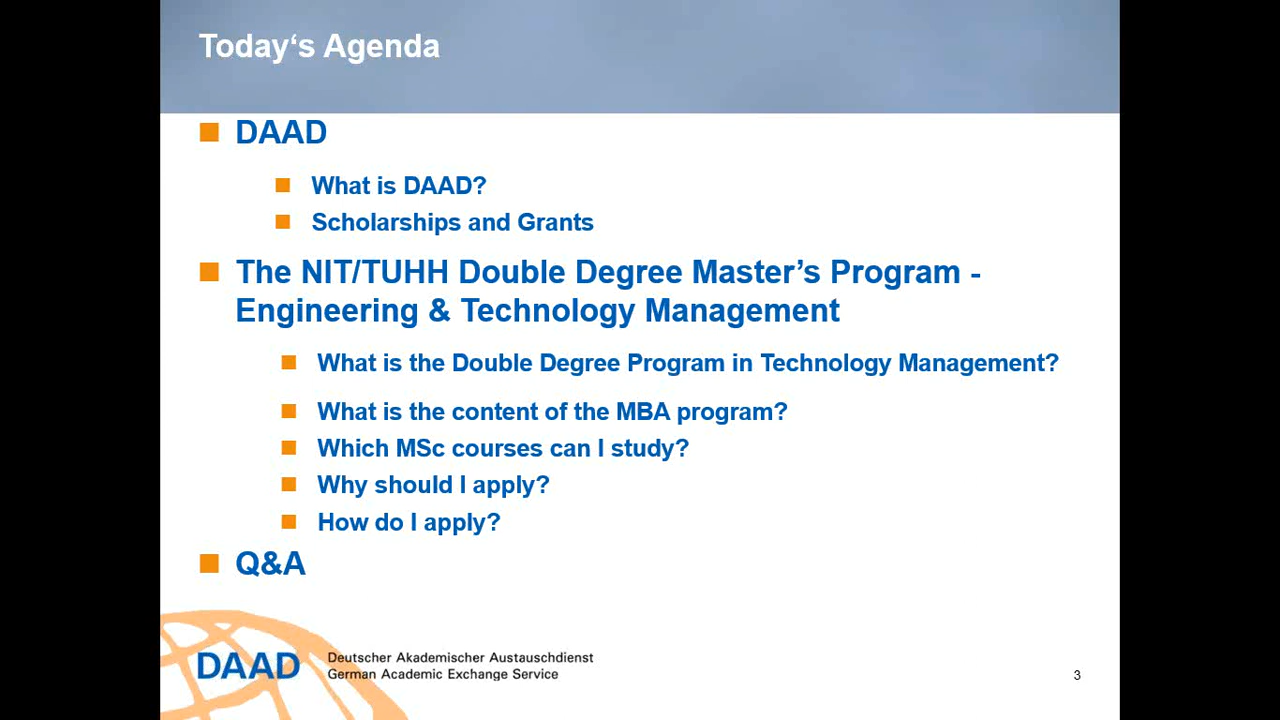 Today‘s Agenda
DAAD
What is DAAD?
Scholarships and Grants
The NIT/TUHH Double Degree Master’s Program -
Engineering & Technology Management
What is the Double Degree Program in Technology Management?
What is the content of the MBA program?
Which MSc courses can I study?
Why should I apply?
How do I apply?
Q&A
DAAD
Deutscher Akademischer Austauschdienst
German Academic Exchange Service
3